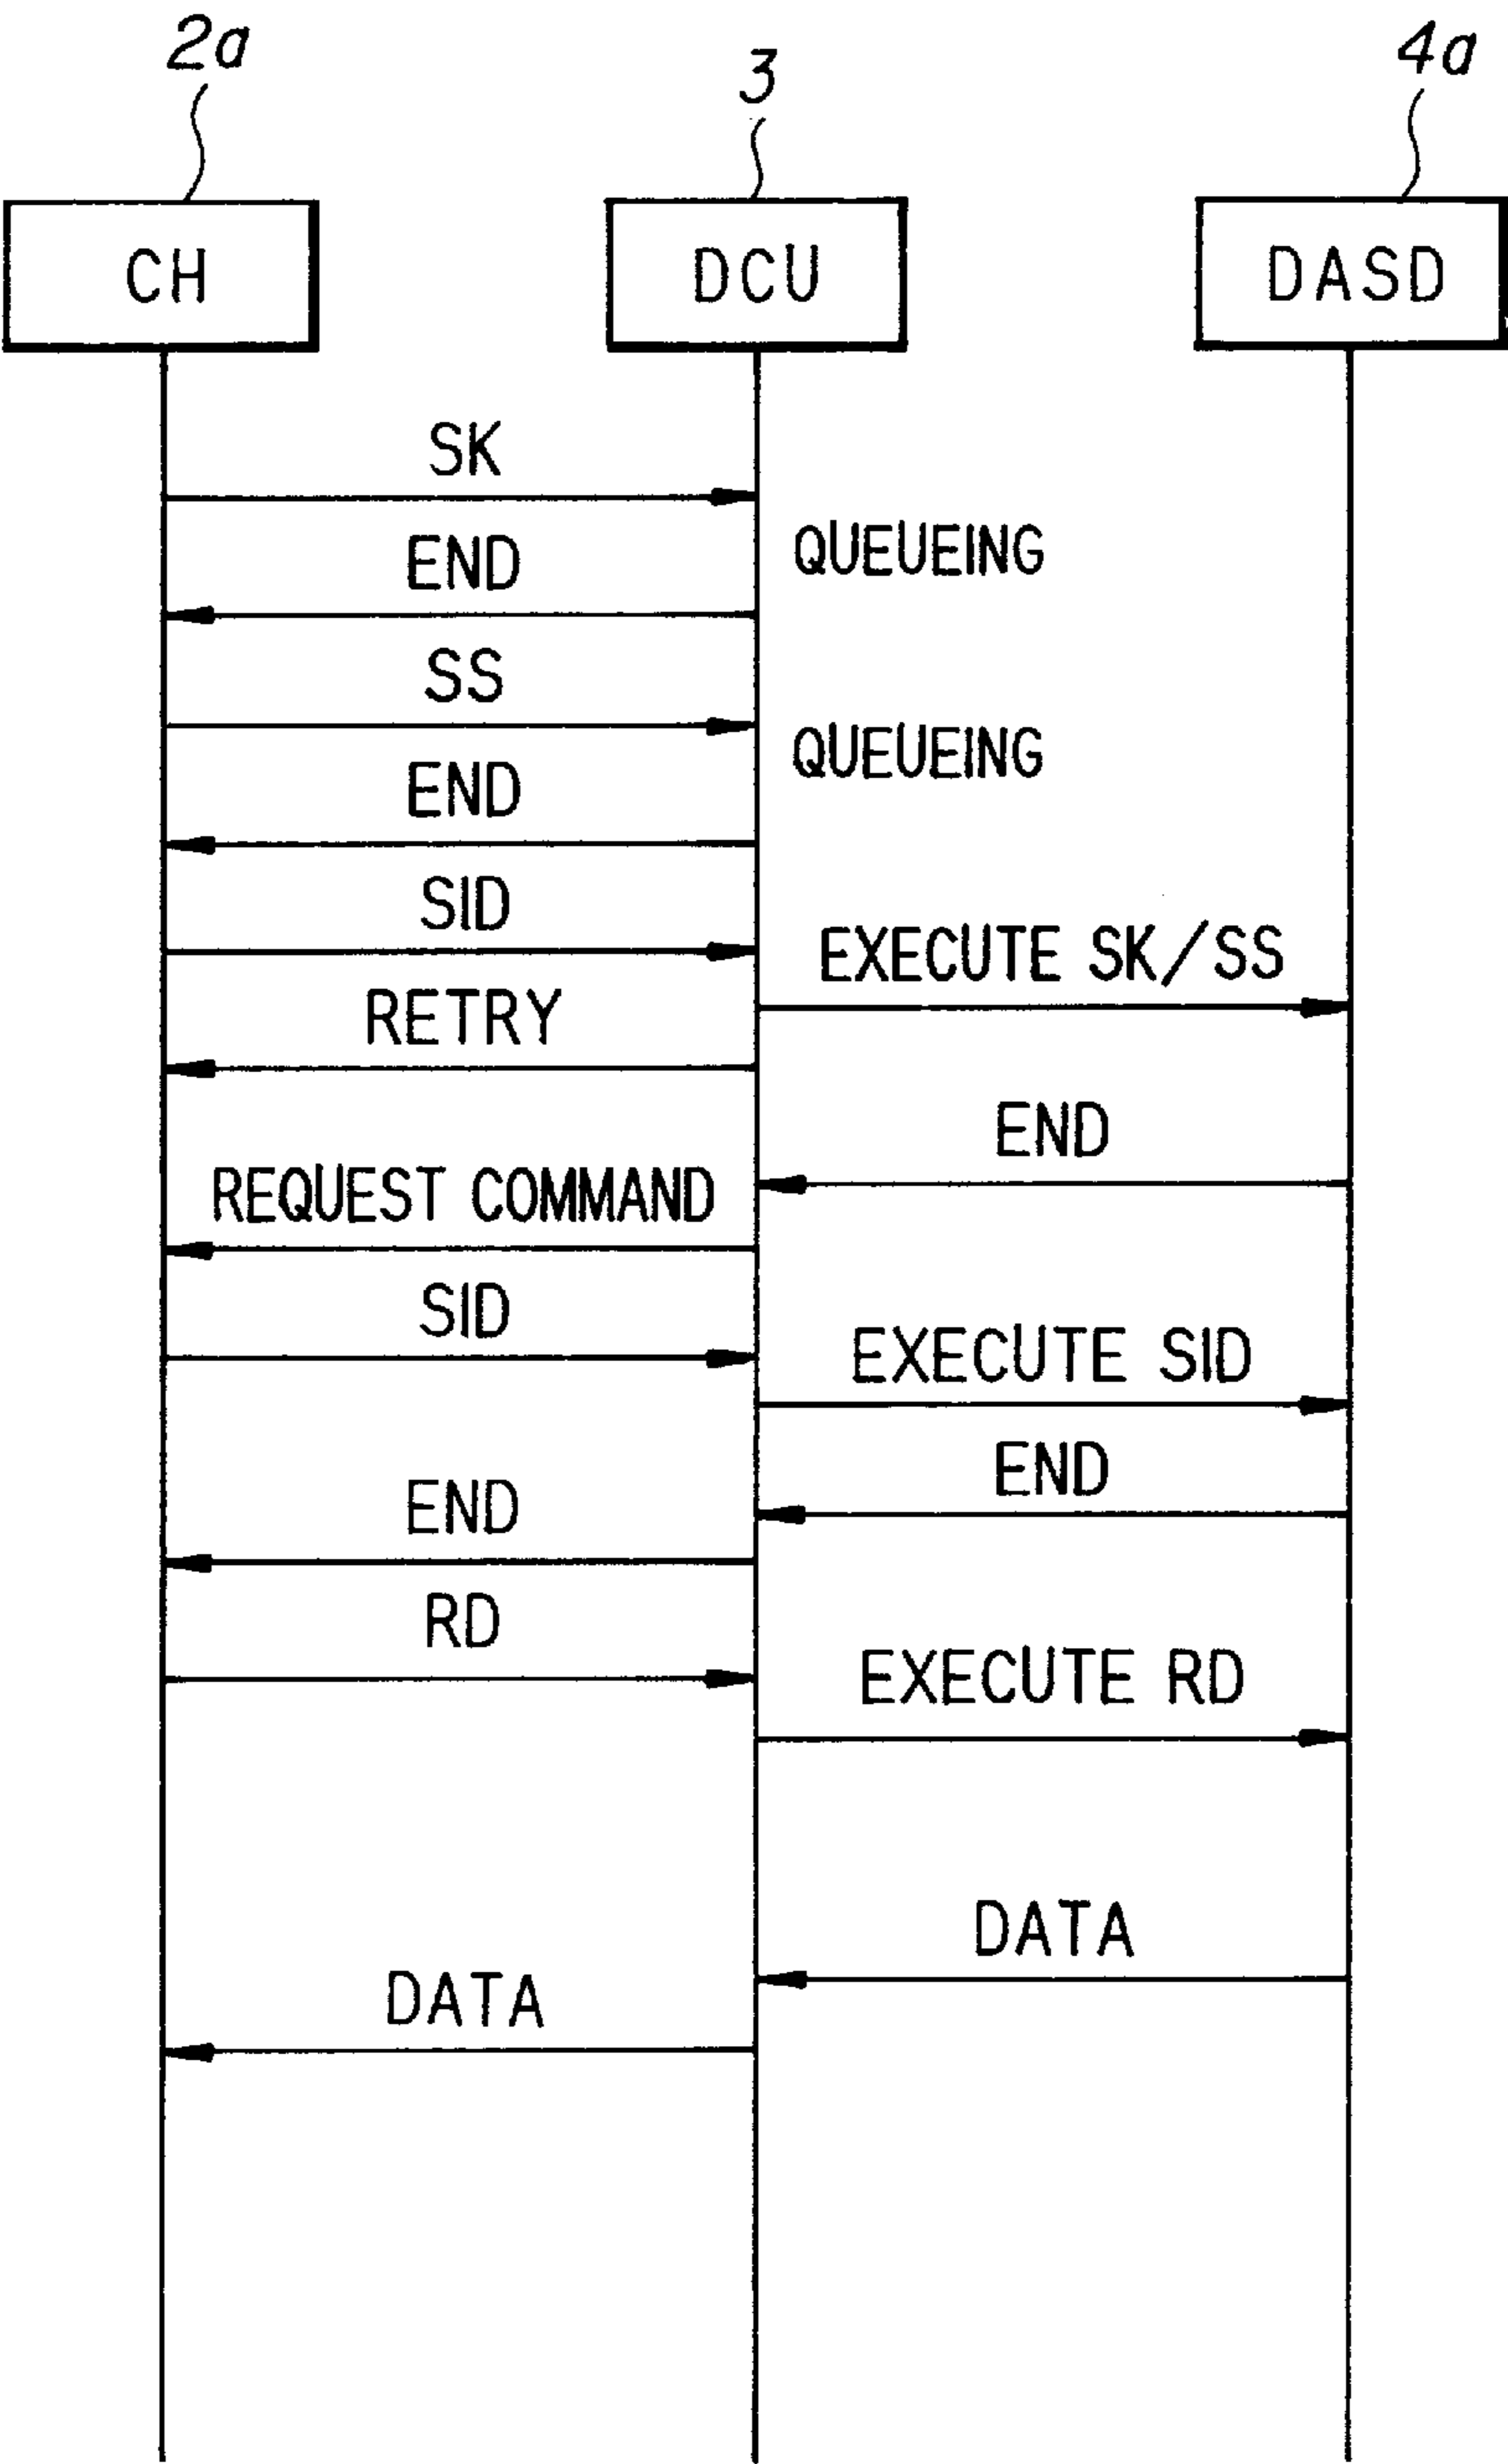 2a
3
4a
CH
DCU
DASD
SK
QUEUEING
END
SS
QUEUEING
END
SID
EXECUTE SK/SS
RETRY
END
REQUEST COMMAND
SID
EXECUTE SID
END
END
RD
EXECUTE RD
DATA
DATA